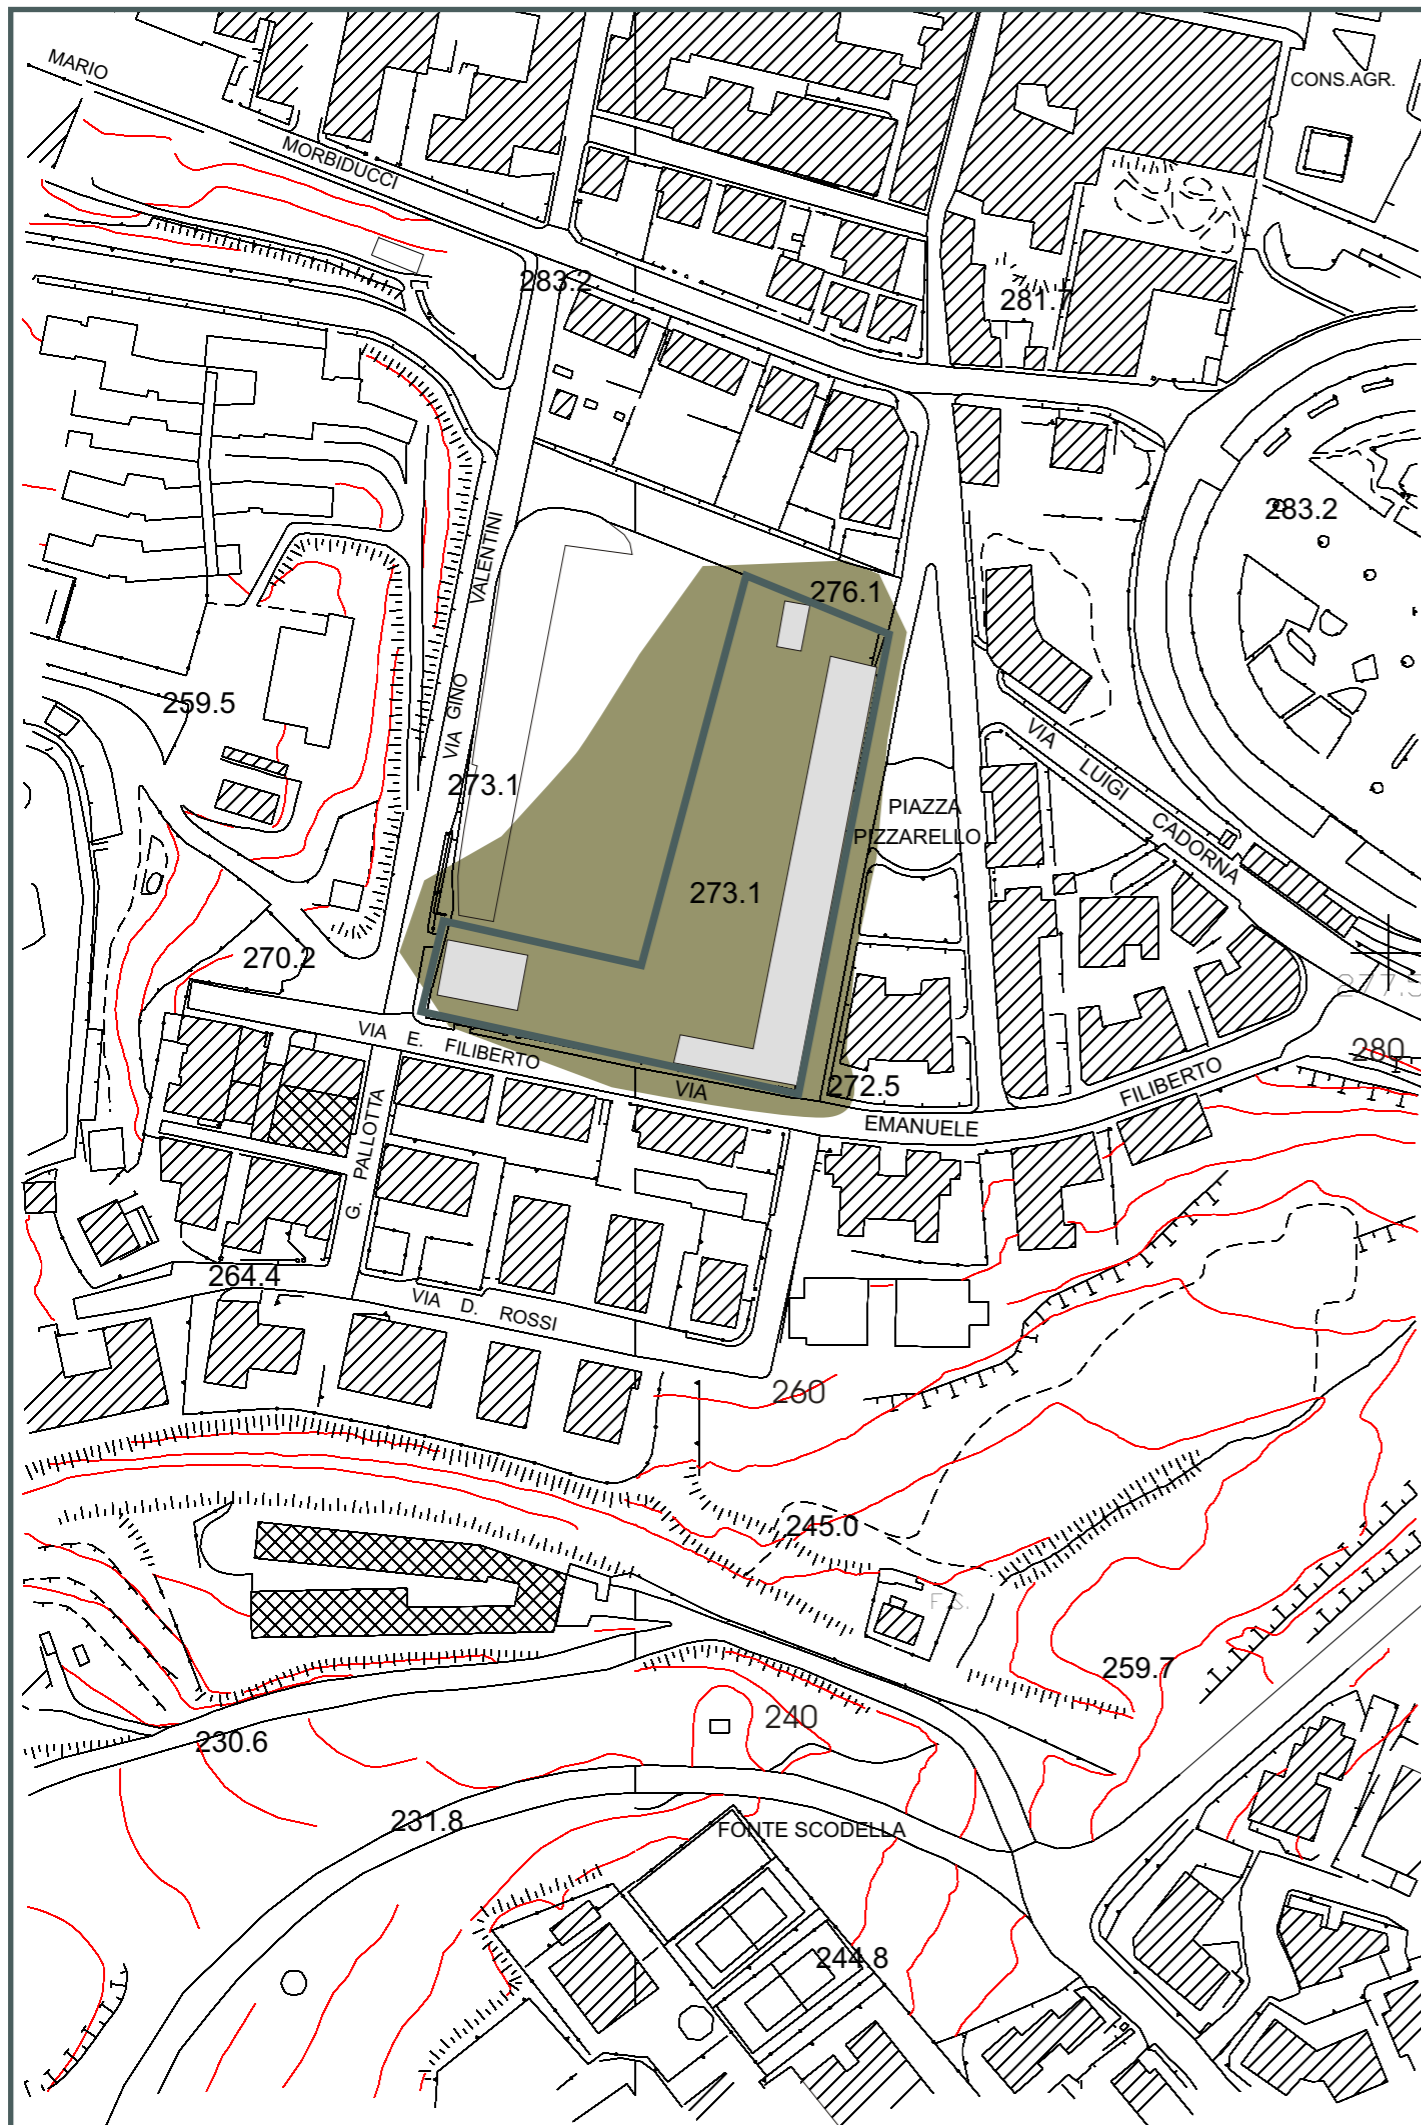 MARIO
CONS.AGR.
MORBIDUCCI
283.2
281.7
283.2
VALENTINI
276.1
VIA GINO
259.5
VIA LUIGI CADORNA
273.1
PIAZZA
PIZZARELLO
273.1
270.2
277.5
VIA E. FILIBERTO
280
VIA
272.5
FILIBERTO
EMANUELE
G. PALLOTTA
264.4
VIA D. ROSSI
260
245.0
F.S.
259.7
240
230.6
231.8
FONTE SCODELLA
244.8